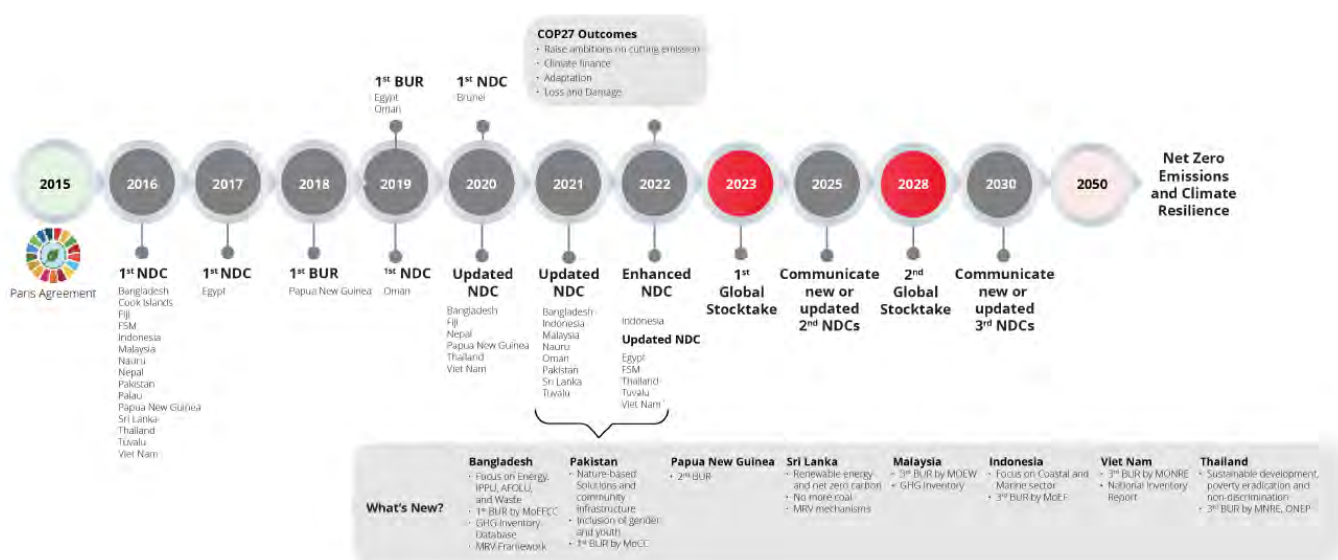 COP27 Outcomes
· Raise ambitions on cutting emission
· Climate finance
· Adaptation
· Loss and Damage
1st BUR
Egypt
Oman
1st NDC
Brunei
2015
2016
2017
2018
2019
2020
2021
2022
2023
2025
2028
2030
2050
Net Zero
Emissions
and Climate
Resilience
Paris Agreement
1st NDC
Bangladesh
Cook Islands
Fiji
FSM
Indonesia
Malaysia
Nauru
Nepal
Pakistan
Palau
Papua New Guinea
Sri Lanka
Thailand
Tuvalu
Viet Nam
1st NDC
Egypt
1st BUR
Papua New Guinea
1st NDC
Oman
Updated
NDC
Bangladesh
Fiji
Nepal
Papua New Guinea
Thailand
Viet Nam
Updated
NDC
Bangladesh
Indonesia
Malaysia
Nauru
Oman
Pakistan
Sri Lanka
Tuvalu
Enhanced
NDC
Indonesia
Updated NDC
Egypt
FSM
Thailand
Tuvalu
Viet Nam
1st
Global
Stocktake
Communicate
new or
updated
2nd NDCs
2nd
Global
Stocktake
Communicate
new or
updated
3rd NDCs
What's New?
Bangladesh
· Focus on Energy,
IPPU, AFOLU,
and Waste
· 1st BUR by MoEFCC
· GHG Inventory
Database
· MRV Framework
Pakistan
· Nature-based
Solutions and
community
infrastructure
· Inclusion of gender
and youth
· 1st BUR by MoCC
Papua New Guinea
· 2nd BUR
Sri Lanka
· Renewable energy
and net zero carbon
· No more coal
· MRV mechanisms
Malaysia
· 3rd BUR by MOEW
· GHG Inventory
Indonesia
· Focus on Coastal and
Marine sector
· 3rd BUR by MoEF
Viet Nam
· 3rd BUR by MONRE
· National Inventory
Report
Thailand
· Sustainable development,
poverty eradication and
non-discrimination
· 3rd BUR by MNRE, ONEP